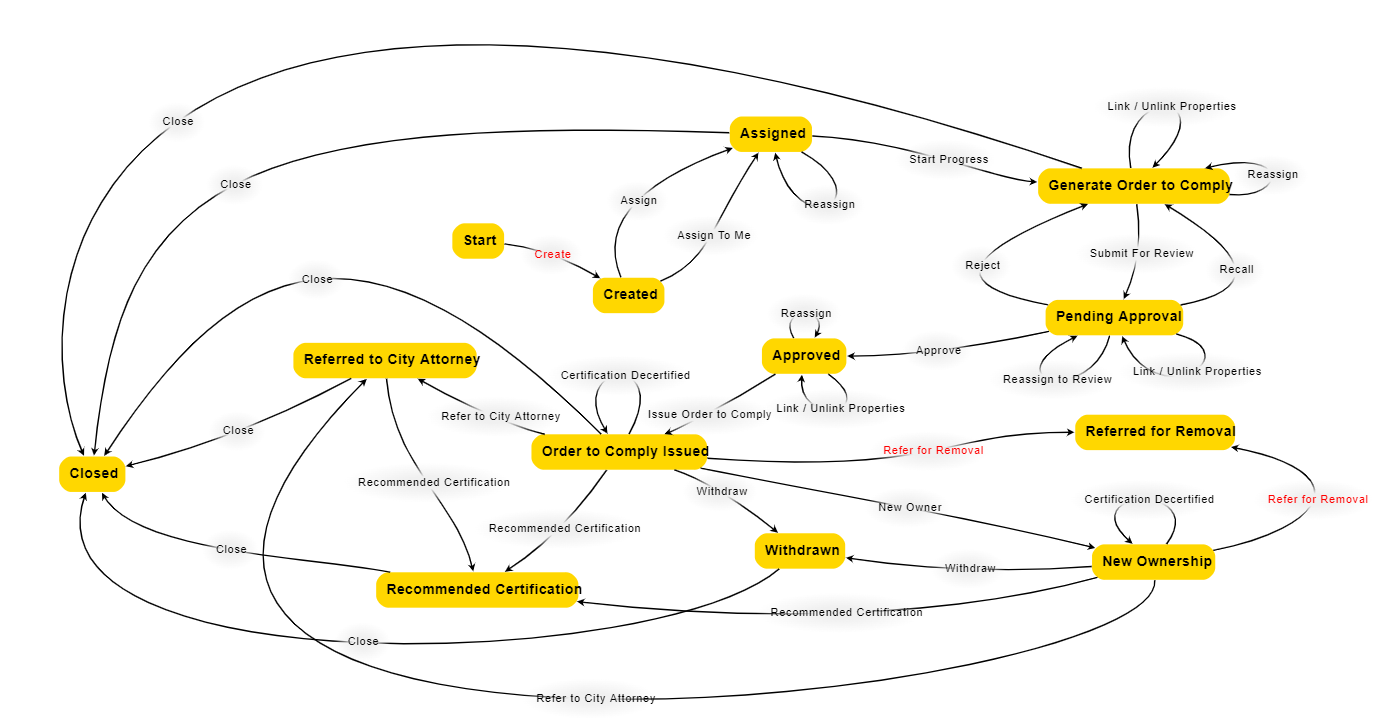 Link / Unlink Properties
Close
Assigned
Start Progress
Reassign
Generate Order to Comply
Close
Assign
Reassign
Assign To Me
Start
Create
Submit For Review
Reject
Recall
Close
Created
Reassign
Pending Approval
Approve
Approved
Referred to City Attorney
Certification Decertified
Reassign to Review
Link / Unlink Properties
Link / Unlink Properties
Refer to City Attorney
Issue Order to Comply
Close
Referred for Removal
Order to Comply Issued
Refer for Removal
Closed
Recommended Certification
Withdraw
New Owner
Certification Decertified
Refer for Removal
Recommended Certification
Close
Withdrawn
New Ownership
Withdraw
Recommended Certification
Recommended Certification
Close
Refer to City Attorney